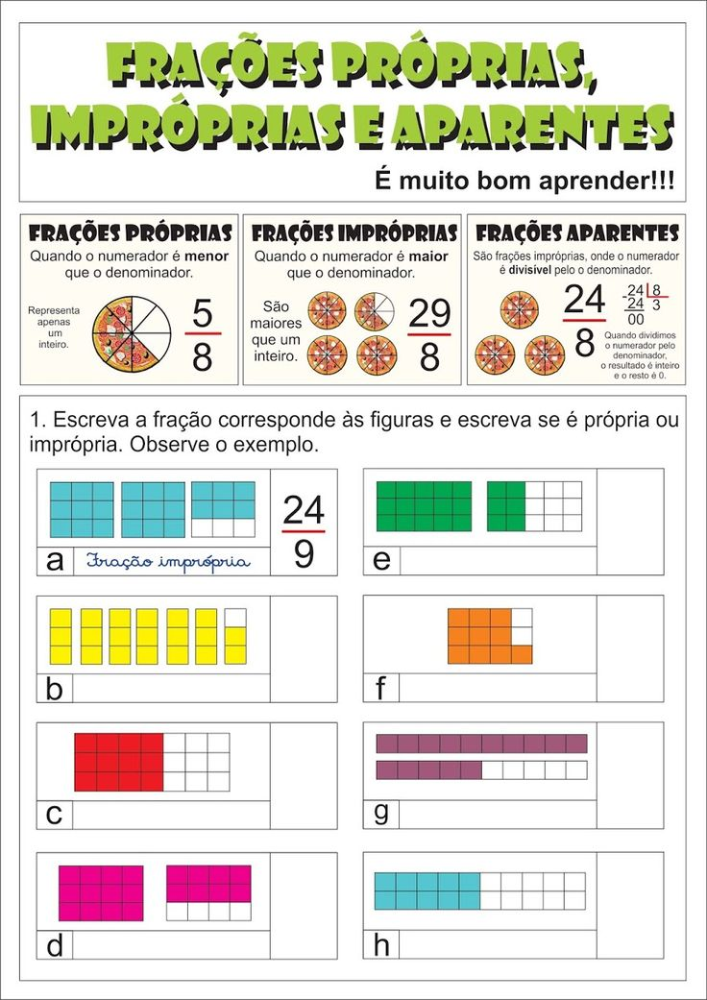 FRAÇÕES PRÓPRIAS,
IMPRÓPRIAS E APARENTES
É muito bom aprender!!!
FRAÇÕES PRÓPRIAS
Quando o numerador é menor
que o denominador.
Representa
apenas
um
inteiro.
5
8
FRAÇÕES IMPRÓPRIAS
Quando o numerador é maior
que o denominador.
São
maiores
que um
inteiro.
29
8
FRAÇÕES APARENTES
São frações impróprias, onde o numerador
é divisível pelo o denominador.
24
8
24 8
24 3
00
Quando dividimos
o numerador pelo
denominador,
o resultado é inteiro
e o resto é 0.
1. Escreva a fração corresponde às figuras e escreva se é própria ou
imprópria. Observe o exemplo.
24
9
a Fração imprópria
b
c
d
e
f
g
h